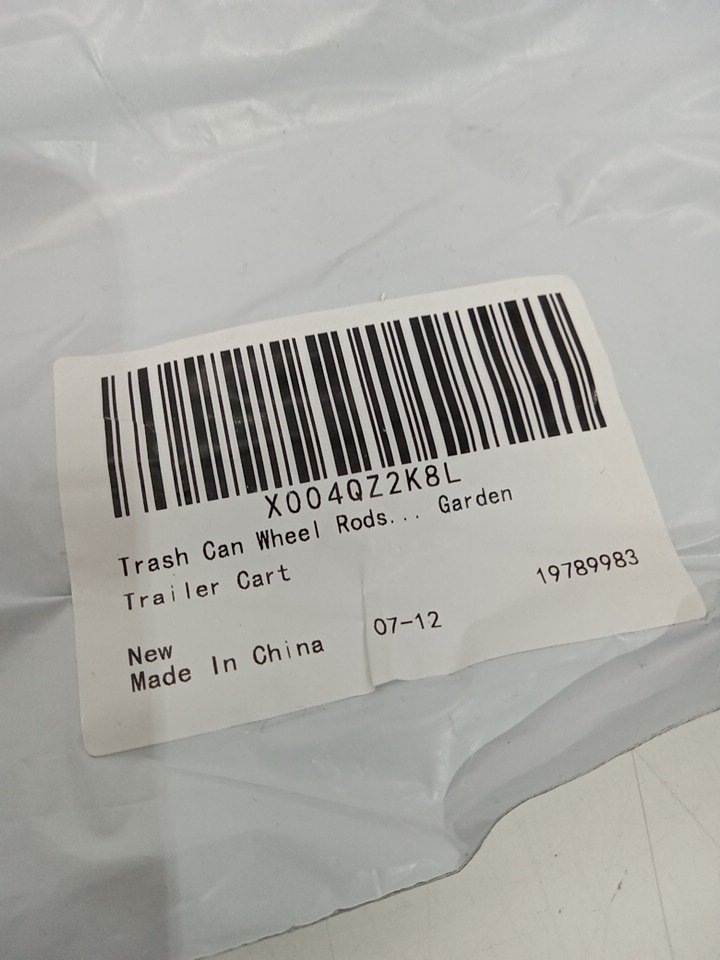 X004QZ2K8L
Trash Can Wheel Rods... Garden
Trailer Cart
19789983
New
07-12
Made In China